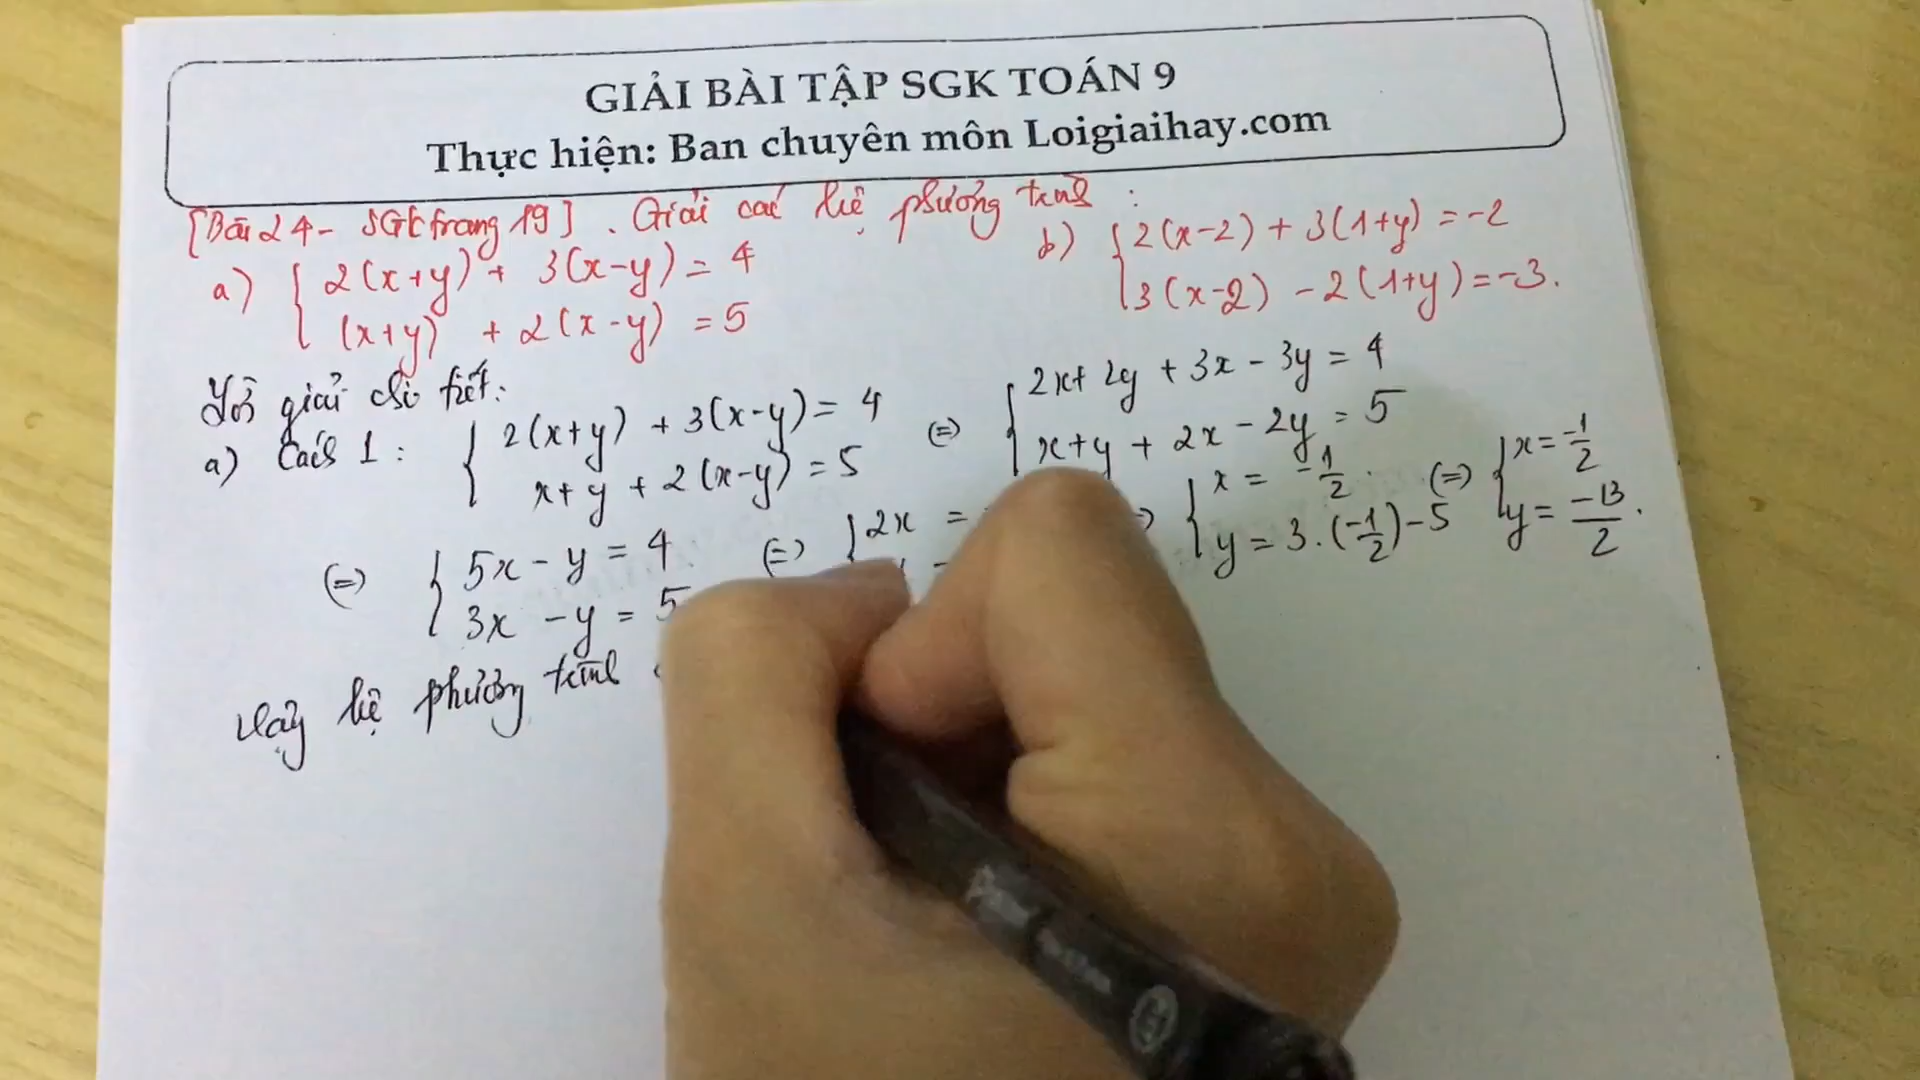 GIẢI BÀI TẬP SGK TOÁN 9
Thực hiện: Ban chuyên môn Loigiaihay.com
[Bài 24 - SGK trang 19]. Giải các hệ phương trình:
a) { 2(x+y) + 3(x-y) = 4
(x+y) + 2(x-y) = 5
b) { 2(x-2) + 3(1+y) = -2
3(x-2) - 2(1+y) = -3.
Lời giải chi tiết:
a) Cách 1: { 2(x+y) + 3(x-y) = 4
x+y + 2(x-y) = 5
(=) { 2x + 2y + 3x - 3y = 4
x+y + 2x - 2y = 5
(=) { 5x - y = 4
3x - y = 5
(=) { 2x =
{ x = -1/2.
y = 3.(-1/2) - 5
(=) { x = -1/2
y = -13/2.
Vậy hệ phương trình